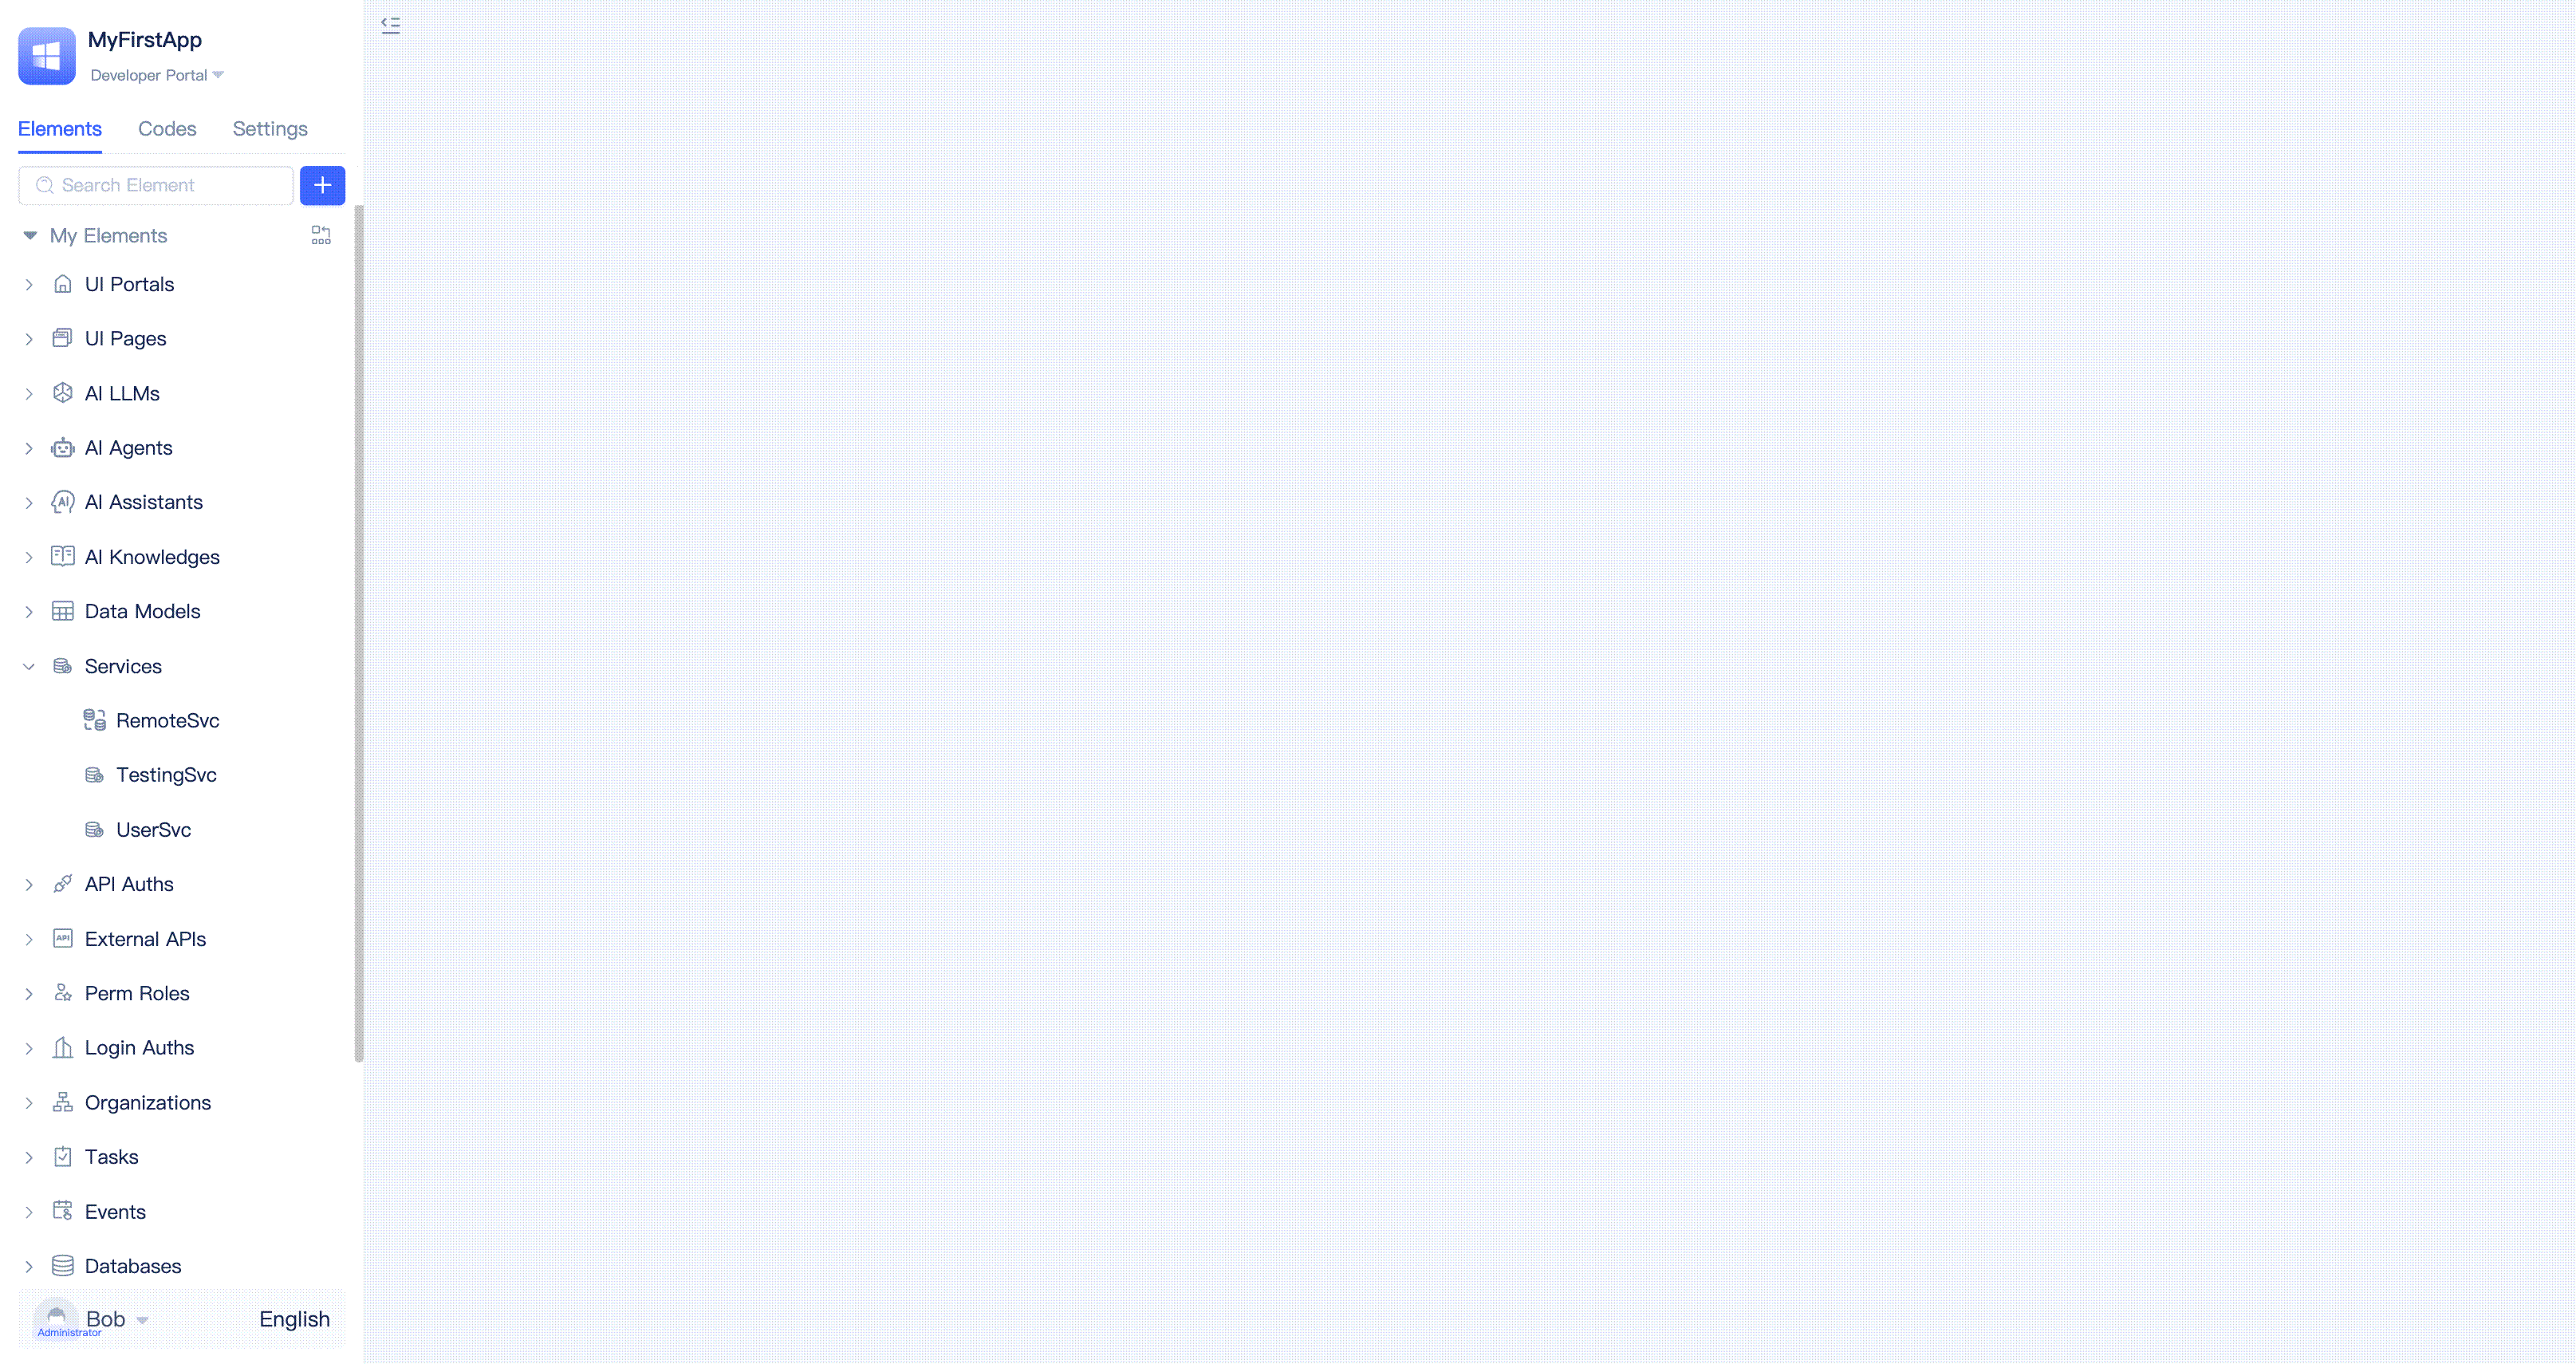 MyFirstApp
Developer Portal
Elements Codes Settings
Search Element
My Elements
UI Portals
UI Pages
AI LLMs
AI Agents
AI Assistants
AI Knowledges
Data Models
Services
RemoteSvc
TestingSvc
UserSvc
API Auths
External APIs
Perm Roles
Login Auths
Organizations
Tasks
Events
Databases
Bob English
Administrator